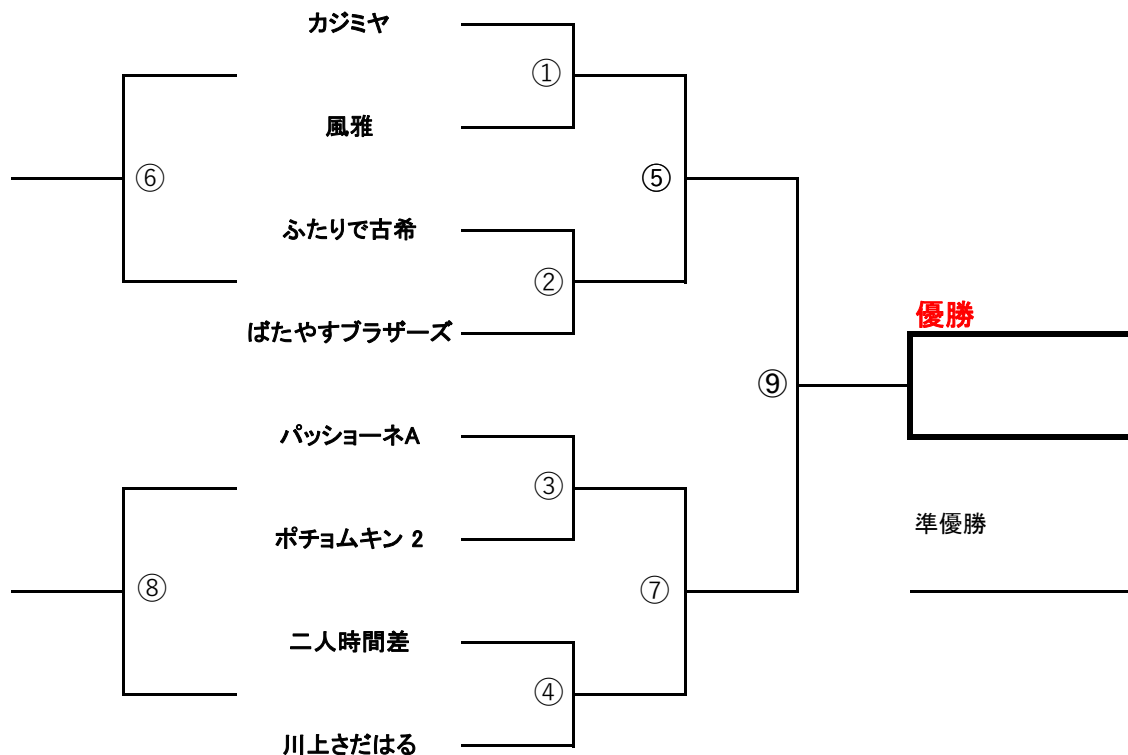 カジミヤ
①
風雅
⑥
⑤
ふたりで古希
②
ばたやすブラザーズ
優勝
⑨
パッショーネA
③
ポチョムキン 2
準優勝
⑧
⑦
二人時間差
④
川上さだはる